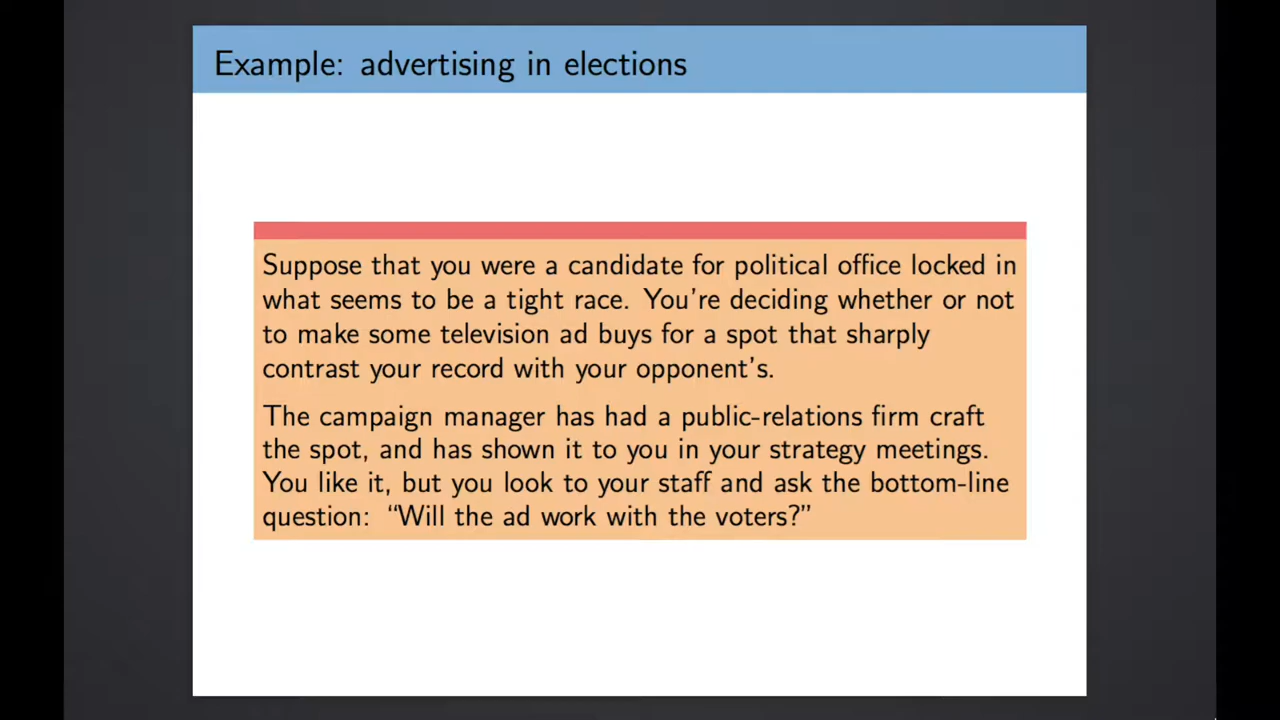 Example: advertising in elections
Suppose that you were a candidate for political office locked in
what seems to be a tight race. You're deciding whether or not
to make some television ad buys for a spot that sharply
contrast your record with your opponent's.
The campaign manager has had a public-relations firm craft
the spot, and has shown it to you in your strategy meetings.
You like it, but you look to your staff and ask the bottom-line
question: “Will the ad work with the voters?”